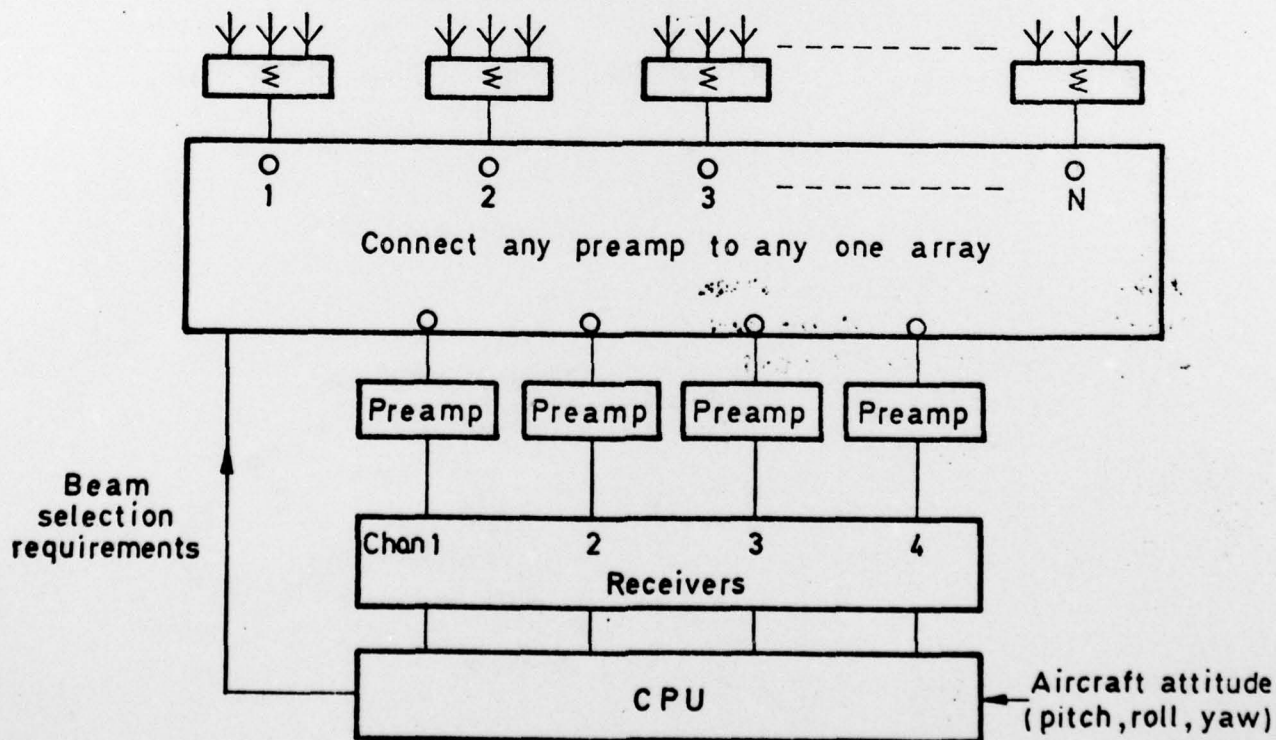 Σ Σ Σ Σ
1 2 3 N
Connect any preamp to any one array
Preamp Preamp Preamp Preamp
Beam
selection
requirements
Chan 1 2 3 4
Receivers
CPU
Aircraft attitude
(pitch, roll, yaw)